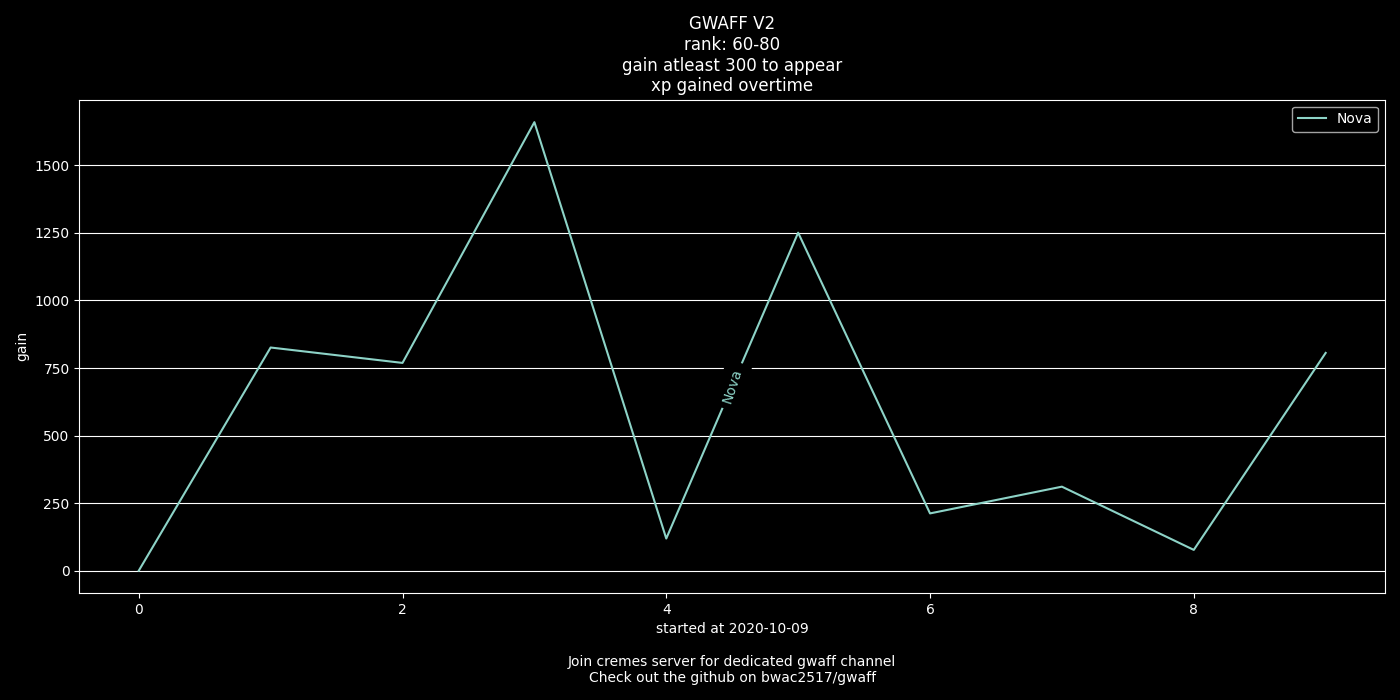 GWAFF V2
rank: 60-80
gain atleast 300 to appear
xp gained overtime
Nova
1500
1250
1000
750
500
250
0
gain
Nova
0 2 4 6 8
started at 2020-10-09
Join cremes server for dedicated gwaff channel
Check out the github on bwac2517/gwaff